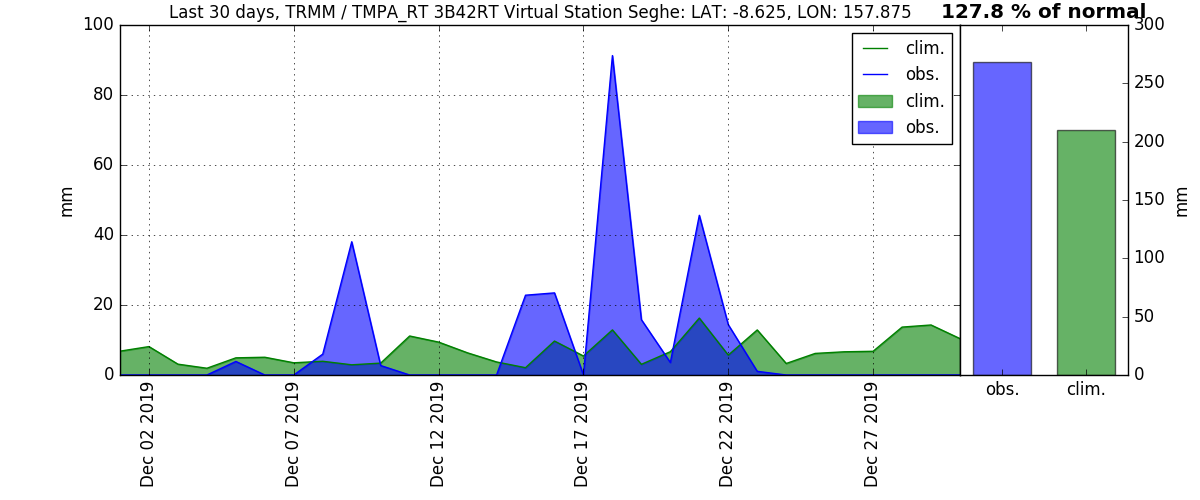 Last 30 days, TRMM / TMPA_RT 3B42RT Virtual Station Seghe: LAT: -8.625, LON: 157.875
127.8 % of normal
100
80
60
40
20
0
mm
clim.
obs.
clim.
obs.
Dec 02 2019
Dec 07 2019
Dec 12 2019
Dec 17 2019
Dec 22 2019
Dec 27 2019
300
250
200
150
100
50
0
mm
obs.
clim.